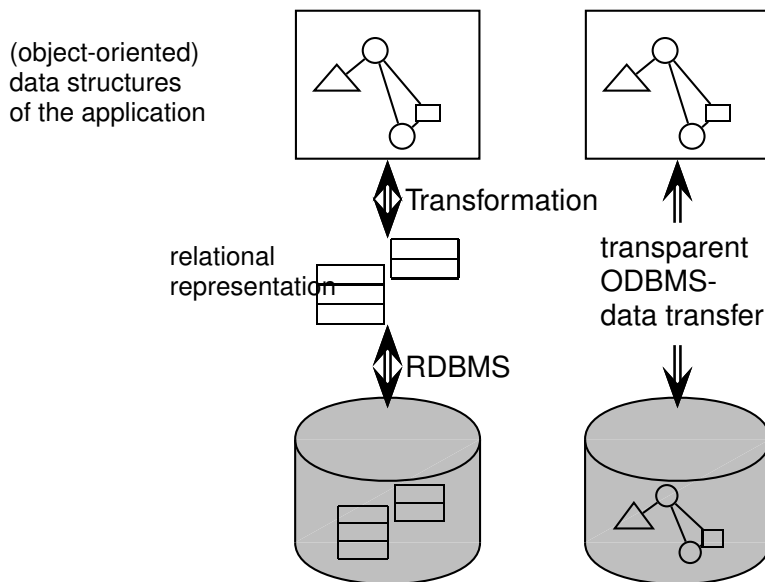 (object-oriented)
data structures
of the application
Transformation
relational
representation
transparent
ODBMS-
data transfer
RDBMS